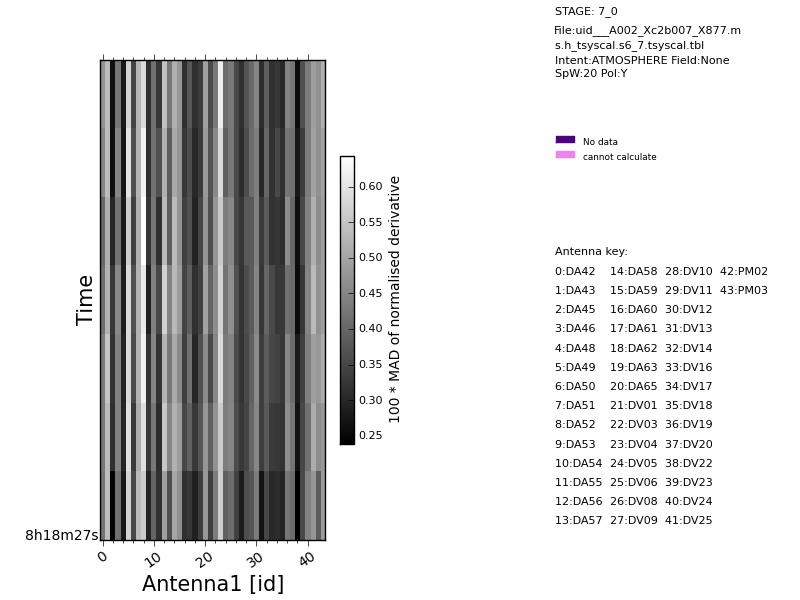 STAGE: 7_0
File:uid___A002_Xc2b007_X877.m
s.h_tsyscal.s6_7.tsyscal.tbl
Intent:ATMOSPHERE Field:None
SpW:20 Pol:Y
No data
cannot calculate
0.60
0.55
0.50
0.45
0.40
0.35
0.30
0.25
100 * MAD of normalised derivative
Time
8h18m27s
0 10 20 30 40
Antenna1 [id]
Antenna key:
0:DA42 14:DA58 28:DV10 42:PM02
1:DA43 15:DA59 29:DV11 43:PM03
2:DA45 16:DA60 30:DV12
3:DA46 17:DA61 31:DV13
4:DA48 18:DA62 32:DV14
5:DA49 19:DA63 33:DV16
6:DA50 20:DA65 34:DV17
7:DA51 21:DV01 35:DV18
8:DA52 22:DV03 36:DV19
9:DA53 23:DV04 37:DV20
10:DA54 24:DV05 38:DV22
11:DA55 25:DV06 39:DV23
12:DA56 26:DV08 40:DV24
13:DA57 27:DV09 41:DV25